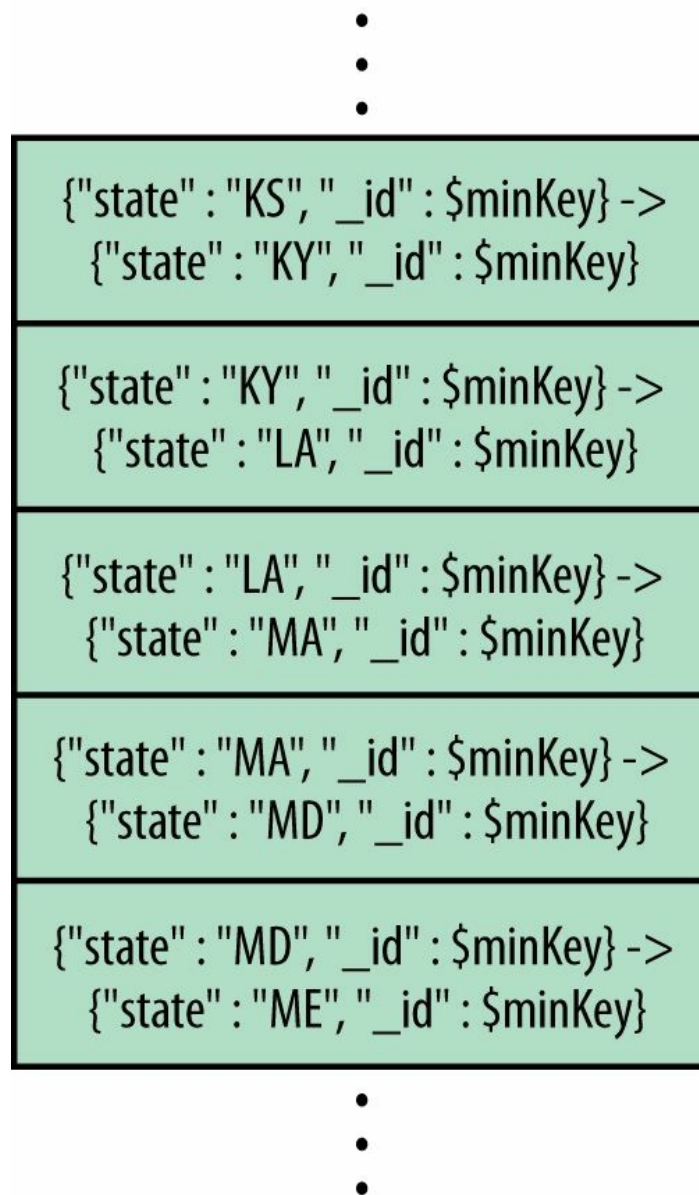 {"state" : "KS", "_id" : $minKey} ->
{"state" : "KY", "_id" : $minKey}
{"state" : "KY", "_id" : $minKey} ->
{"state" : "LA", "_id" : $minKey}
{"state" : "LA", "_id" : $minKey} ->
{"state" : "MA", "_id" : $minKey}
{"state" : "MA", "_id" : $minKey} ->
{"state" : "MD", "_id" : $minKey}
{"state" : "MD", "_id" : $minKey} ->
{"state" : "ME", "_id" : $minKey}